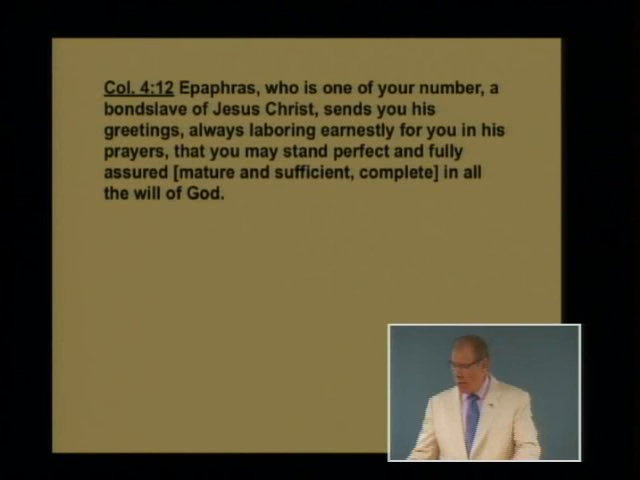 Col. 4:12 Epaphras, who is one of your number, a
bondslave of Jesus Christ, sends you his
greetings, always laboring earnestly for you in his
prayers, that you may stand perfect and fully
assured [mature and sufficient, complete] in all
the will of God.